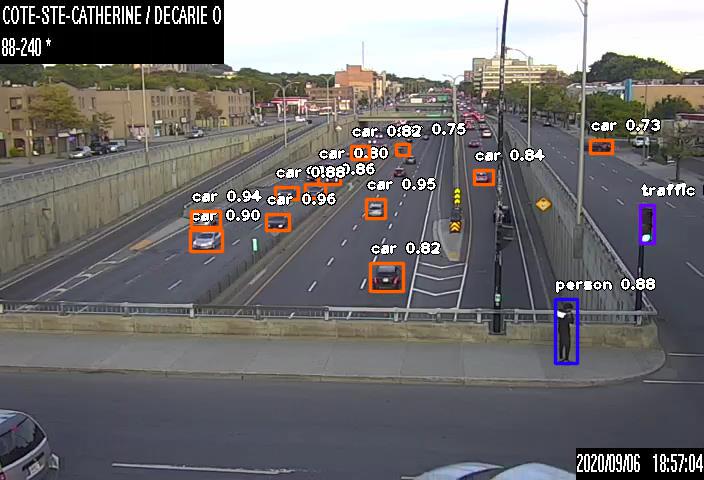 COTE-STE-CATHERINE / DECARIE O
88-240 *
car 0.82
0.75
car 0.73
car 0.80
car 0.84
car 0.88
0.86
car 0.94
car 0.96
car 0.95
traffic
car 0.90
car 0.82
person 0.88
2020/09/06 18:57:04